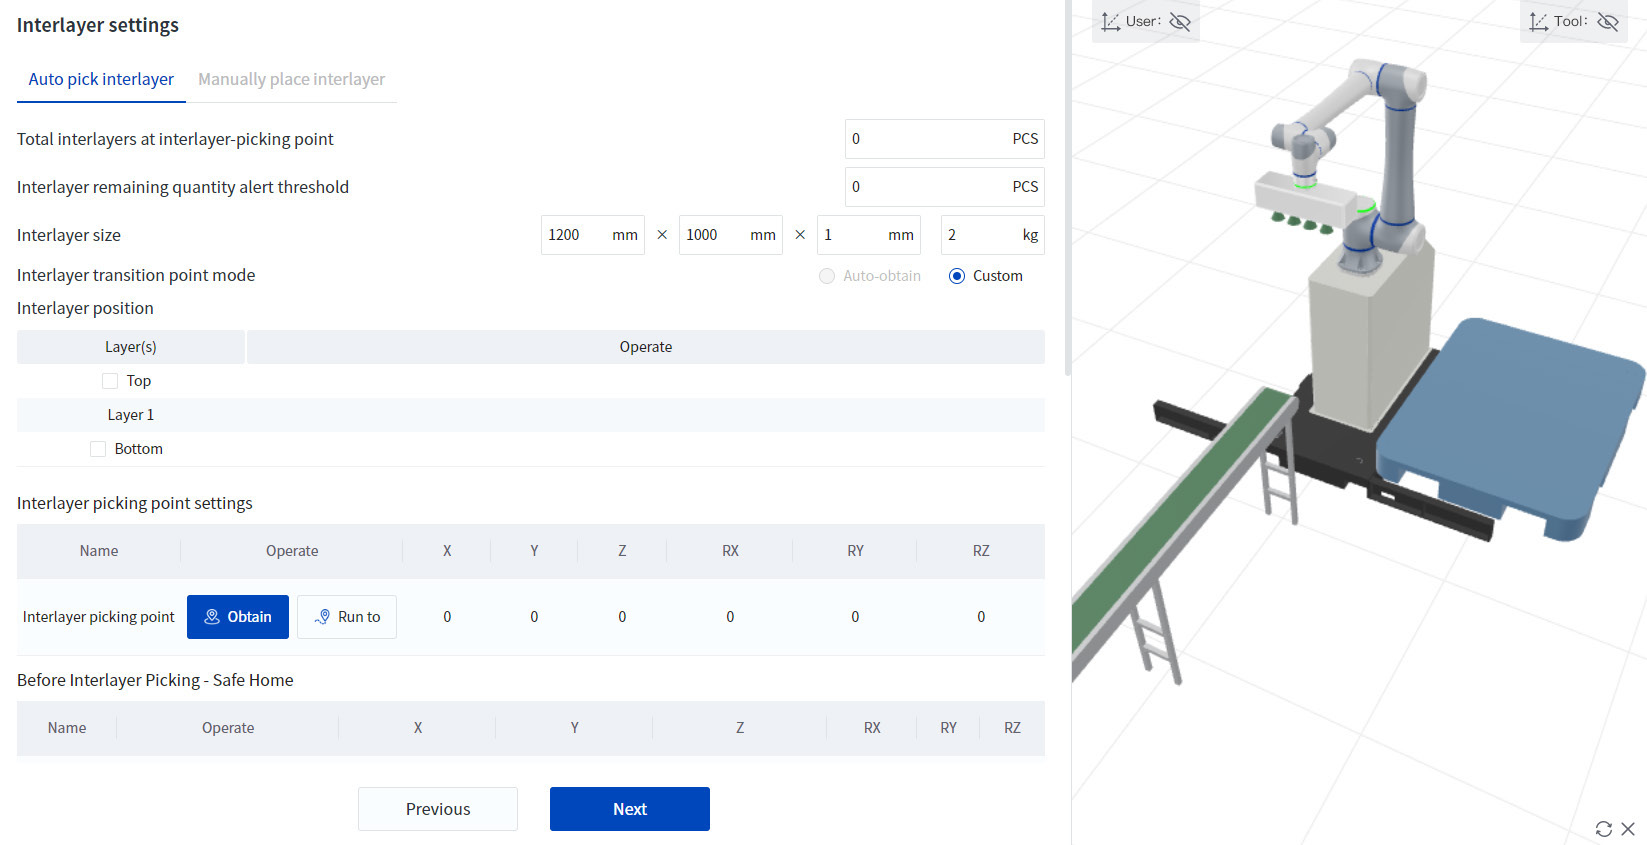 Interlayer settings
Auto pick interlayer Manually place interlayer
Total interlayers at interlayer-picking point 0 PCS
Interlayer remaining quantity alert threshold 0 PCS
Interlayer size 1200 mm × 1000 mm × 1 mm 2 kg
Interlayer transition point mode Auto-obtain Custom
Interlayer position
Layer(s) Operate
Top
Layer 1
Bottom
Interlayer picking point settings
Name Operate X Y Z RX RY RZ
Interlayer picking point Obtain Run to 0 0 0 0 0 0
Before Interlayer Picking - Safe Home
Name Operate X Y Z RX RY RZ
Previous Next
User: Tool: